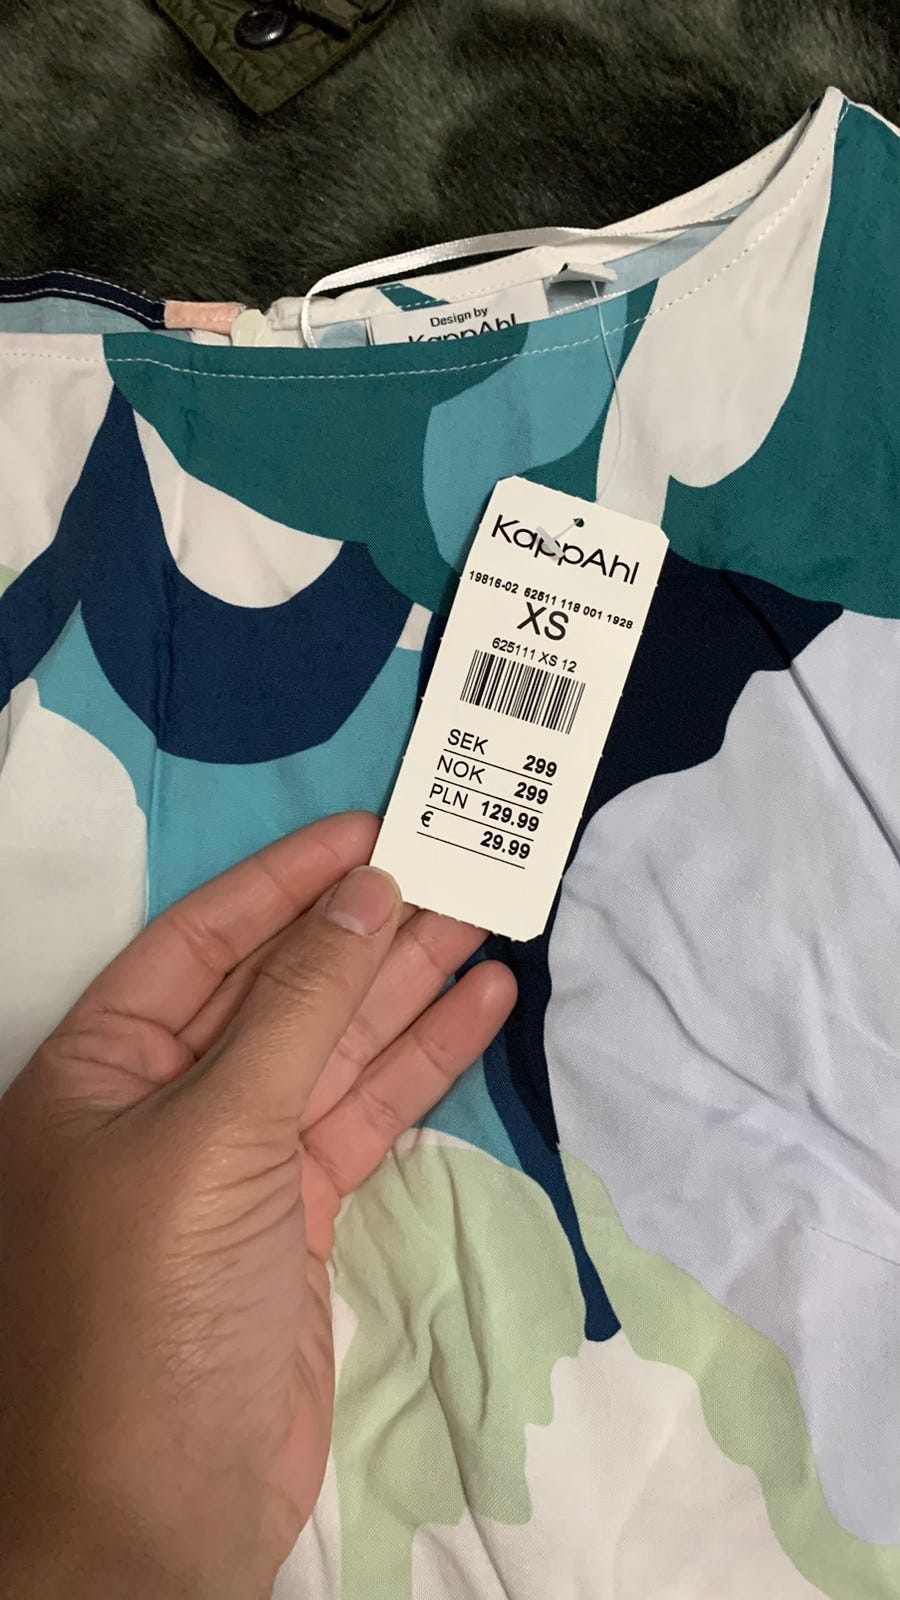 Design by
KappAhl
KappAhl
19816-02 62511 118 001 1928
XS
625111 XS 12
SEK 299
NOK 299
PLN 129.99
€ 29.99